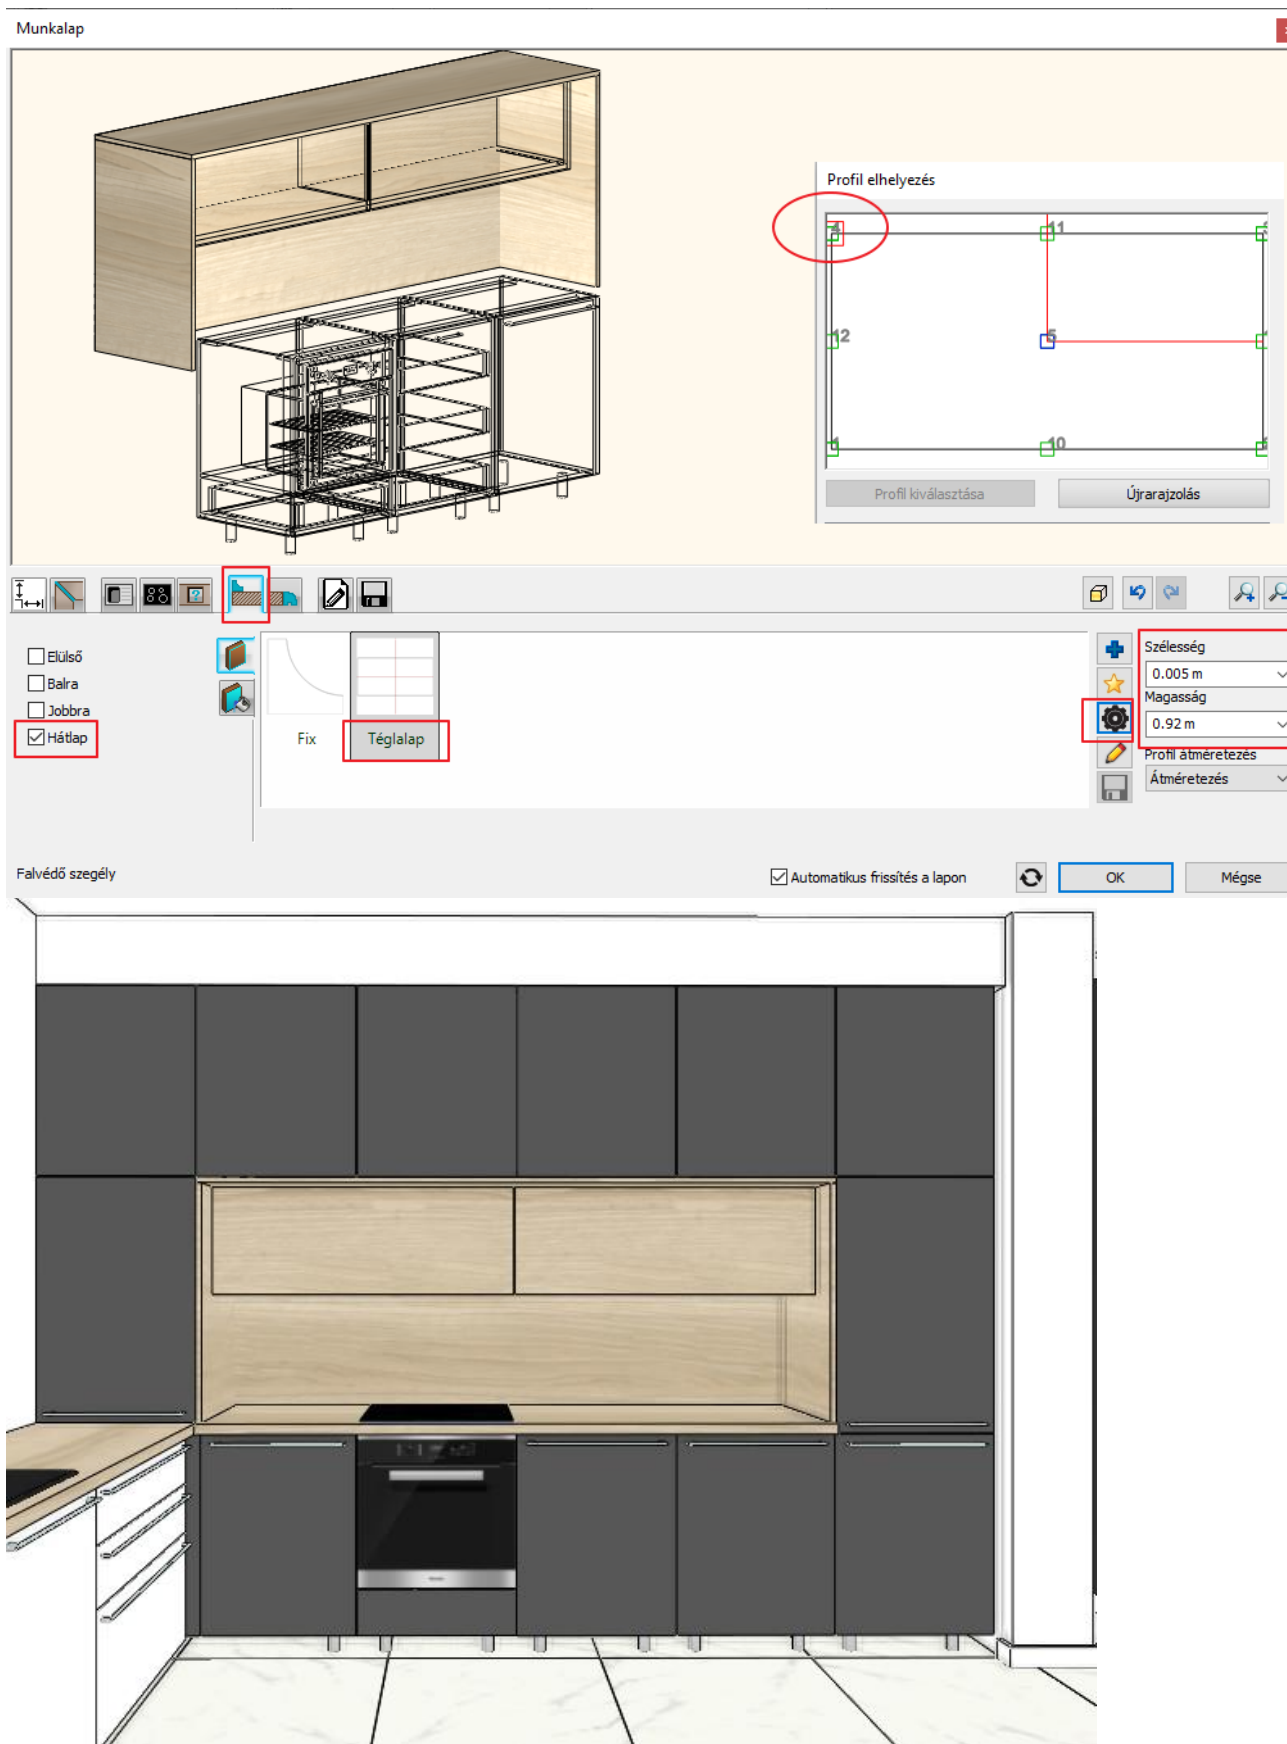 Munkalap
Profil elhelyezés
4
11
12
5
10
Profil kiválasztása
Újrarajzolás
Elülső
Balra
Jobbra
Hátlap
Fix
Téglalap
Szélesség
0.005 m
Magasság
0.92 m
Profil átméretezés
Átméretezés
Falvédő szegély
Automatikus frissítés a lapon
OK
Mégse